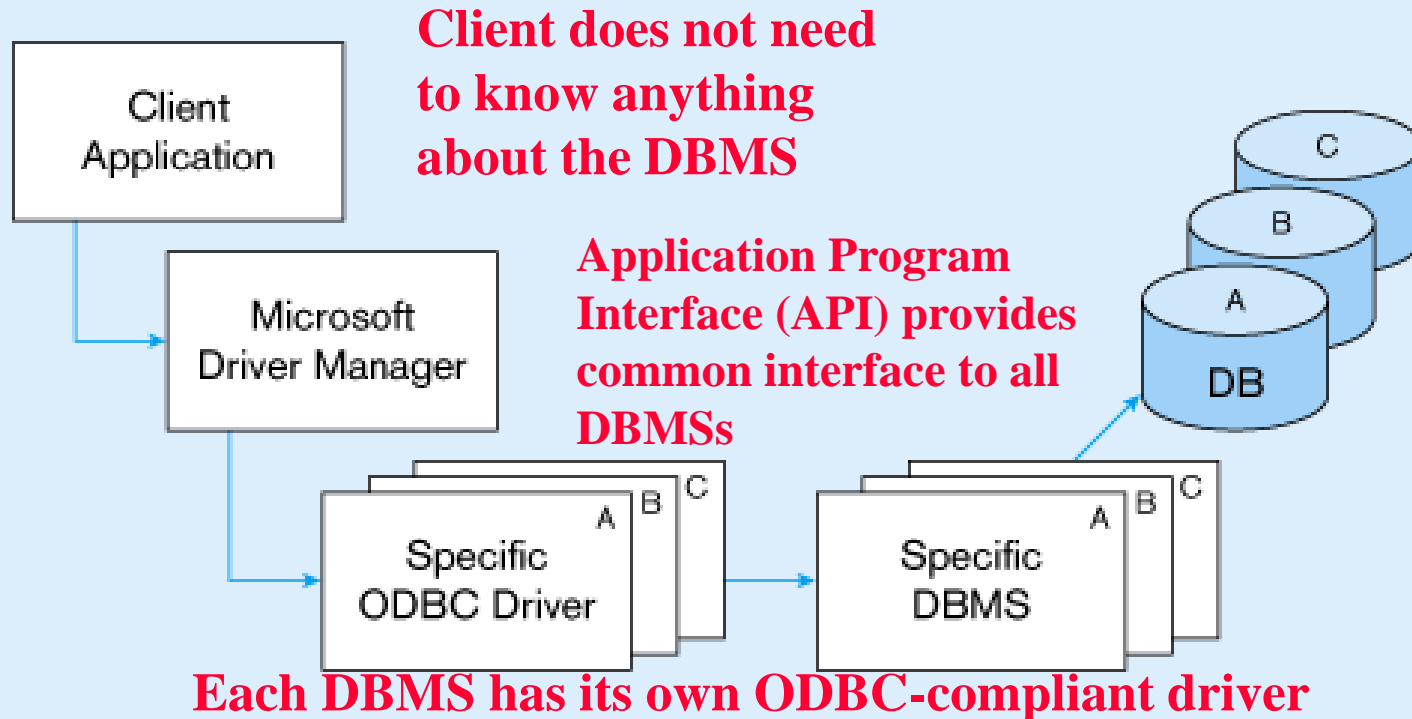 Client does not need
to know anything
about the DBMS
Client
Application
Application Program
Interface (API) provides
common interface to all
DBMSs
Microsoft
Driver Manager
C
B
A
DB
A
B
C
Specific
ODBC Driver
A
B
C
Specific
DBMS
Each DBMS has its own ODBC-compliant driver